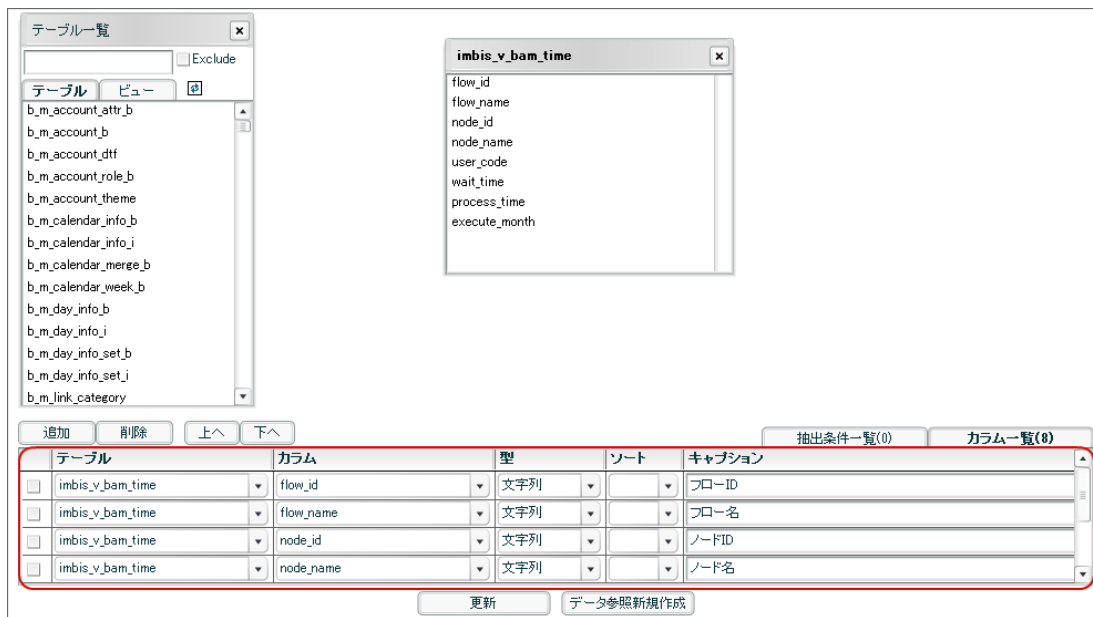 テーブル一覧
Exclude
テーブル ビュー
b_m_account_attr_b
b_m_account_b
b_m_account_dtf
b_m_account_role_b
b_m_account_theme
b_m_calendar_info_b
b_m_calendar_info_i
b_m_calendar_merge_b
b_m_calendar_week_b
b_m_day_info_b
b_m_day_info_i
b_m_day_info_set_b
b_m_day_info_set_i
b_m_link_category
imbis_v_bam_time
flow_id
flow_name
node_id
node_name
user_code
wait_time
process_time
execute_month
追加 削除 上へ 下へ 抽出条件一覧(0) カラム一覧(8)
テーブル カラム 型 ソート キャプション
imbis_v_bam_time flow_id 文字列 フローID
imbis_v_bam_time flow_name 文字列 フロー名
imbis_v_bam_time node_id 文字列 ノードID
imbis_v_bam_time node_name 文字列 ノード名
更新 データ参照新規作成